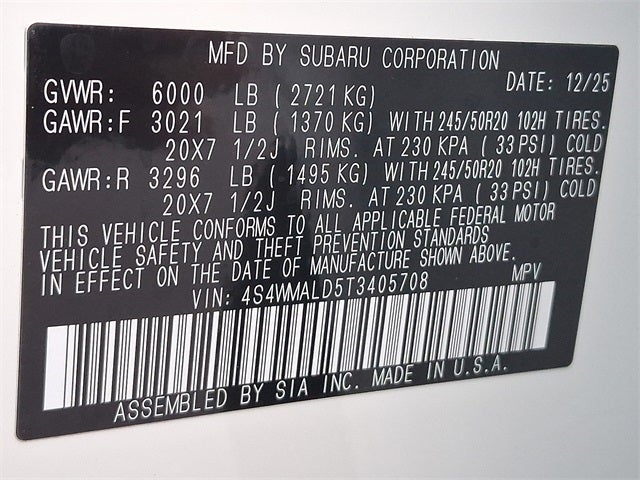 MFD BY SUBARU CORPORATION
GVWR: 6000 LB ( 2721 KG) DATE: 12/25
GAWR:F 3021 LB ( 1370 KG) WITH 245/50R20 102H TIRES.
20X7 1/2J RIMS. AT 230 KPA ( 33 PSI) COLD
GAWR:R 3296 LB ( 1495 KG) WITH 245/50R20 102H TIRES.
20X7 1/2J RIMS. AT 230 KPA ( 33 PSI) COLD
THIS VEHICLE CONFORMS TO ALL APPLICABLE FEDERAL MOTOR
VEHICLE SAFETY AND THEFT PREVENTION STANDARDS
IN EFFECT ON THE DATE OF MANUFACTURE SHOWN ABOVE.
VIN: 4S4WMALD5T3405708 MPV
ASSEMBLED BY SIA INC. MADE IN U.S.A.